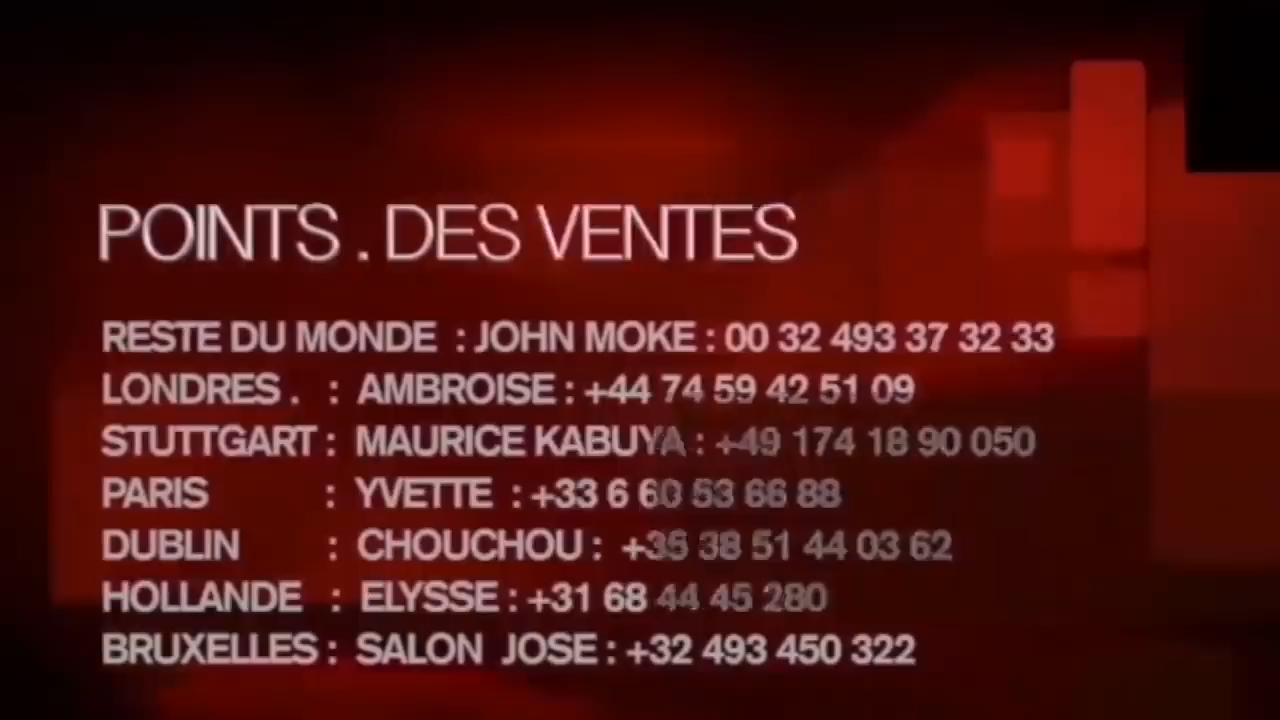 POINTS . DES VENTES
RESTE DU MONDE : JOHN MOKE : 00 32 493 37 32 33
LONDRES . : AMBROISE : +44 74 59 42 51 09
STUTTGART : MAURICE KABUYA : +49 174 18 90 050
PARIS : YVETTE : +33 6 60 53 66 88
DUBLIN : CHOUCHOU : +35 38 51 44 03 62
HOLLANDE : ELYSSE : +31 68 44 45 280
BRUXELLES : SALON JOSE : +32 493 450 322